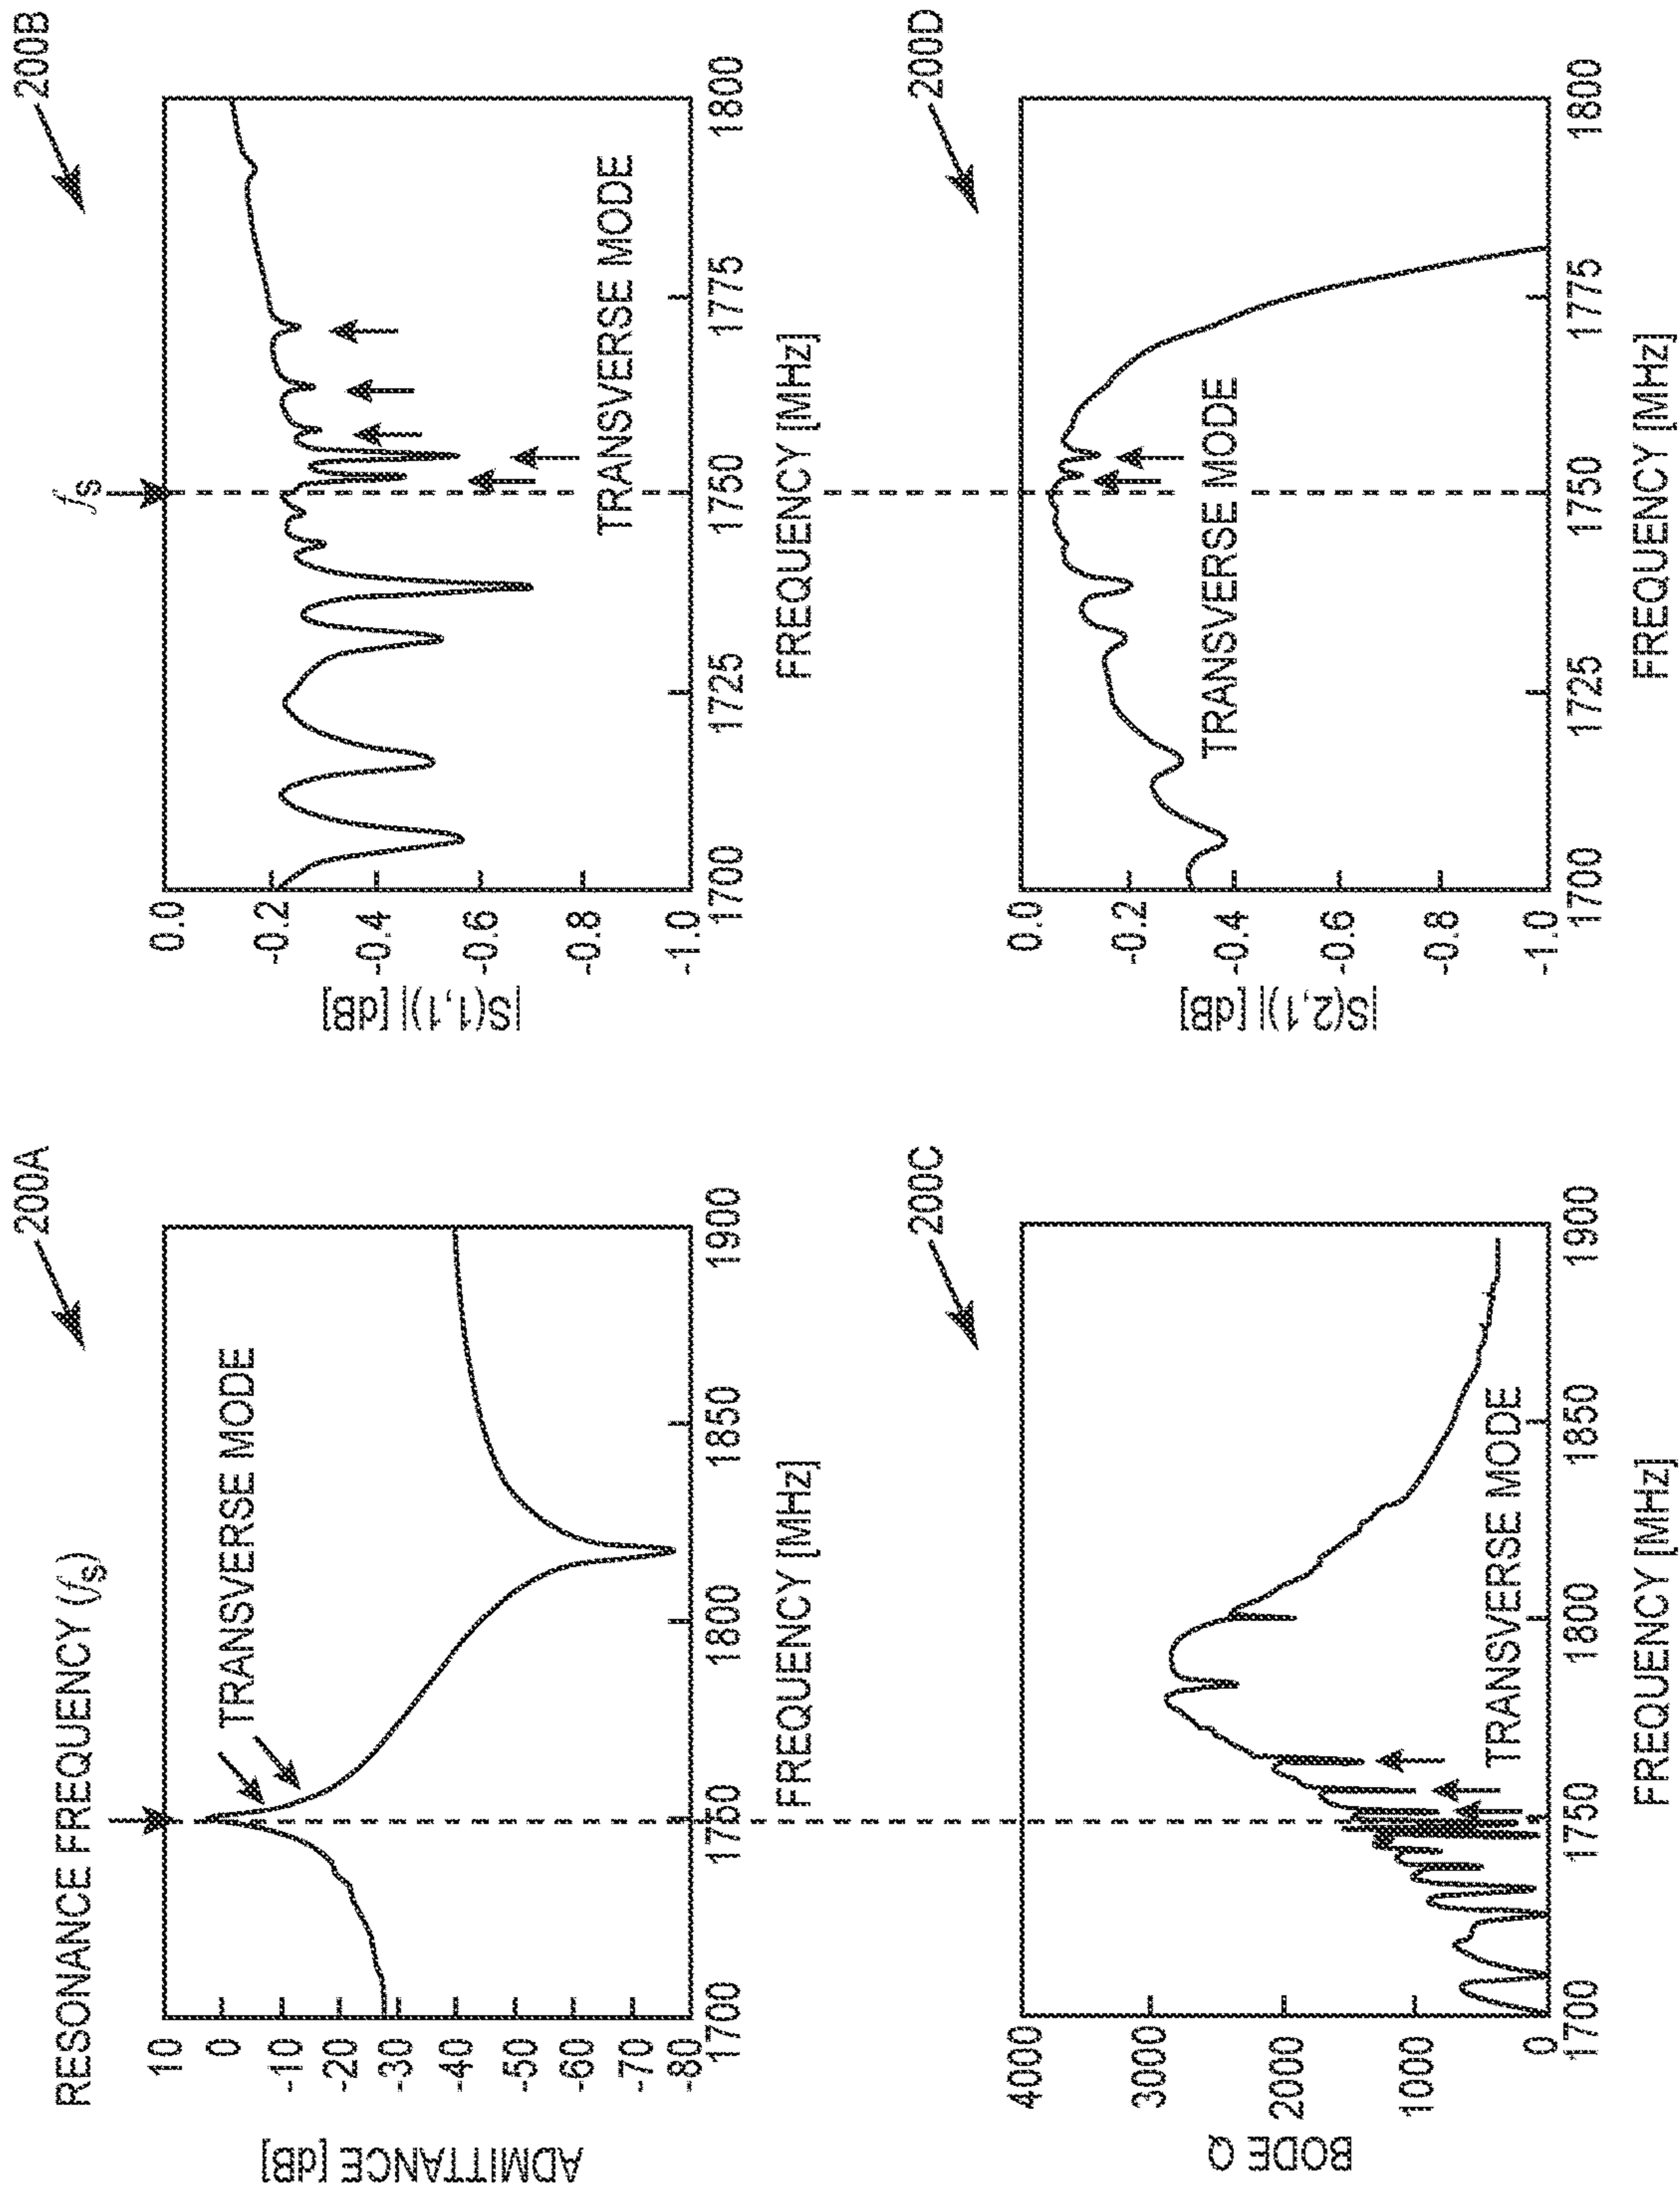 200A
RESONANCE FREQUENCY (fs)
TRANSVERSE MODE
ADMITTANCE [dB]
10
0
-10
-20
-30
-40
-50
-60
-70
-80
1700
1750
1800
1850
1900
FREQUENCY [MHz]
200B
fs
TRANSVERSE MODE
|S(1,1)| [dB]
0.0
-0.2
-0.4
-0.6
-0.8
-1.0
1700
1725
1750
1775
1800
FREQUENCY [MHz]
200C
TRANSVERSE MODE
BODE Q
4000
3000
2000
1000
0
1700
1750
1800
1850
1900
FREQUENCY [MHz]
200D
TRANSVERSE MODE
|S(2,1)| [dB]
0.0
-0.2
-0.4
-0.6
-0.8
-1.0
1700
1725
1750
1775
1800
FREQUENCY [MHz]